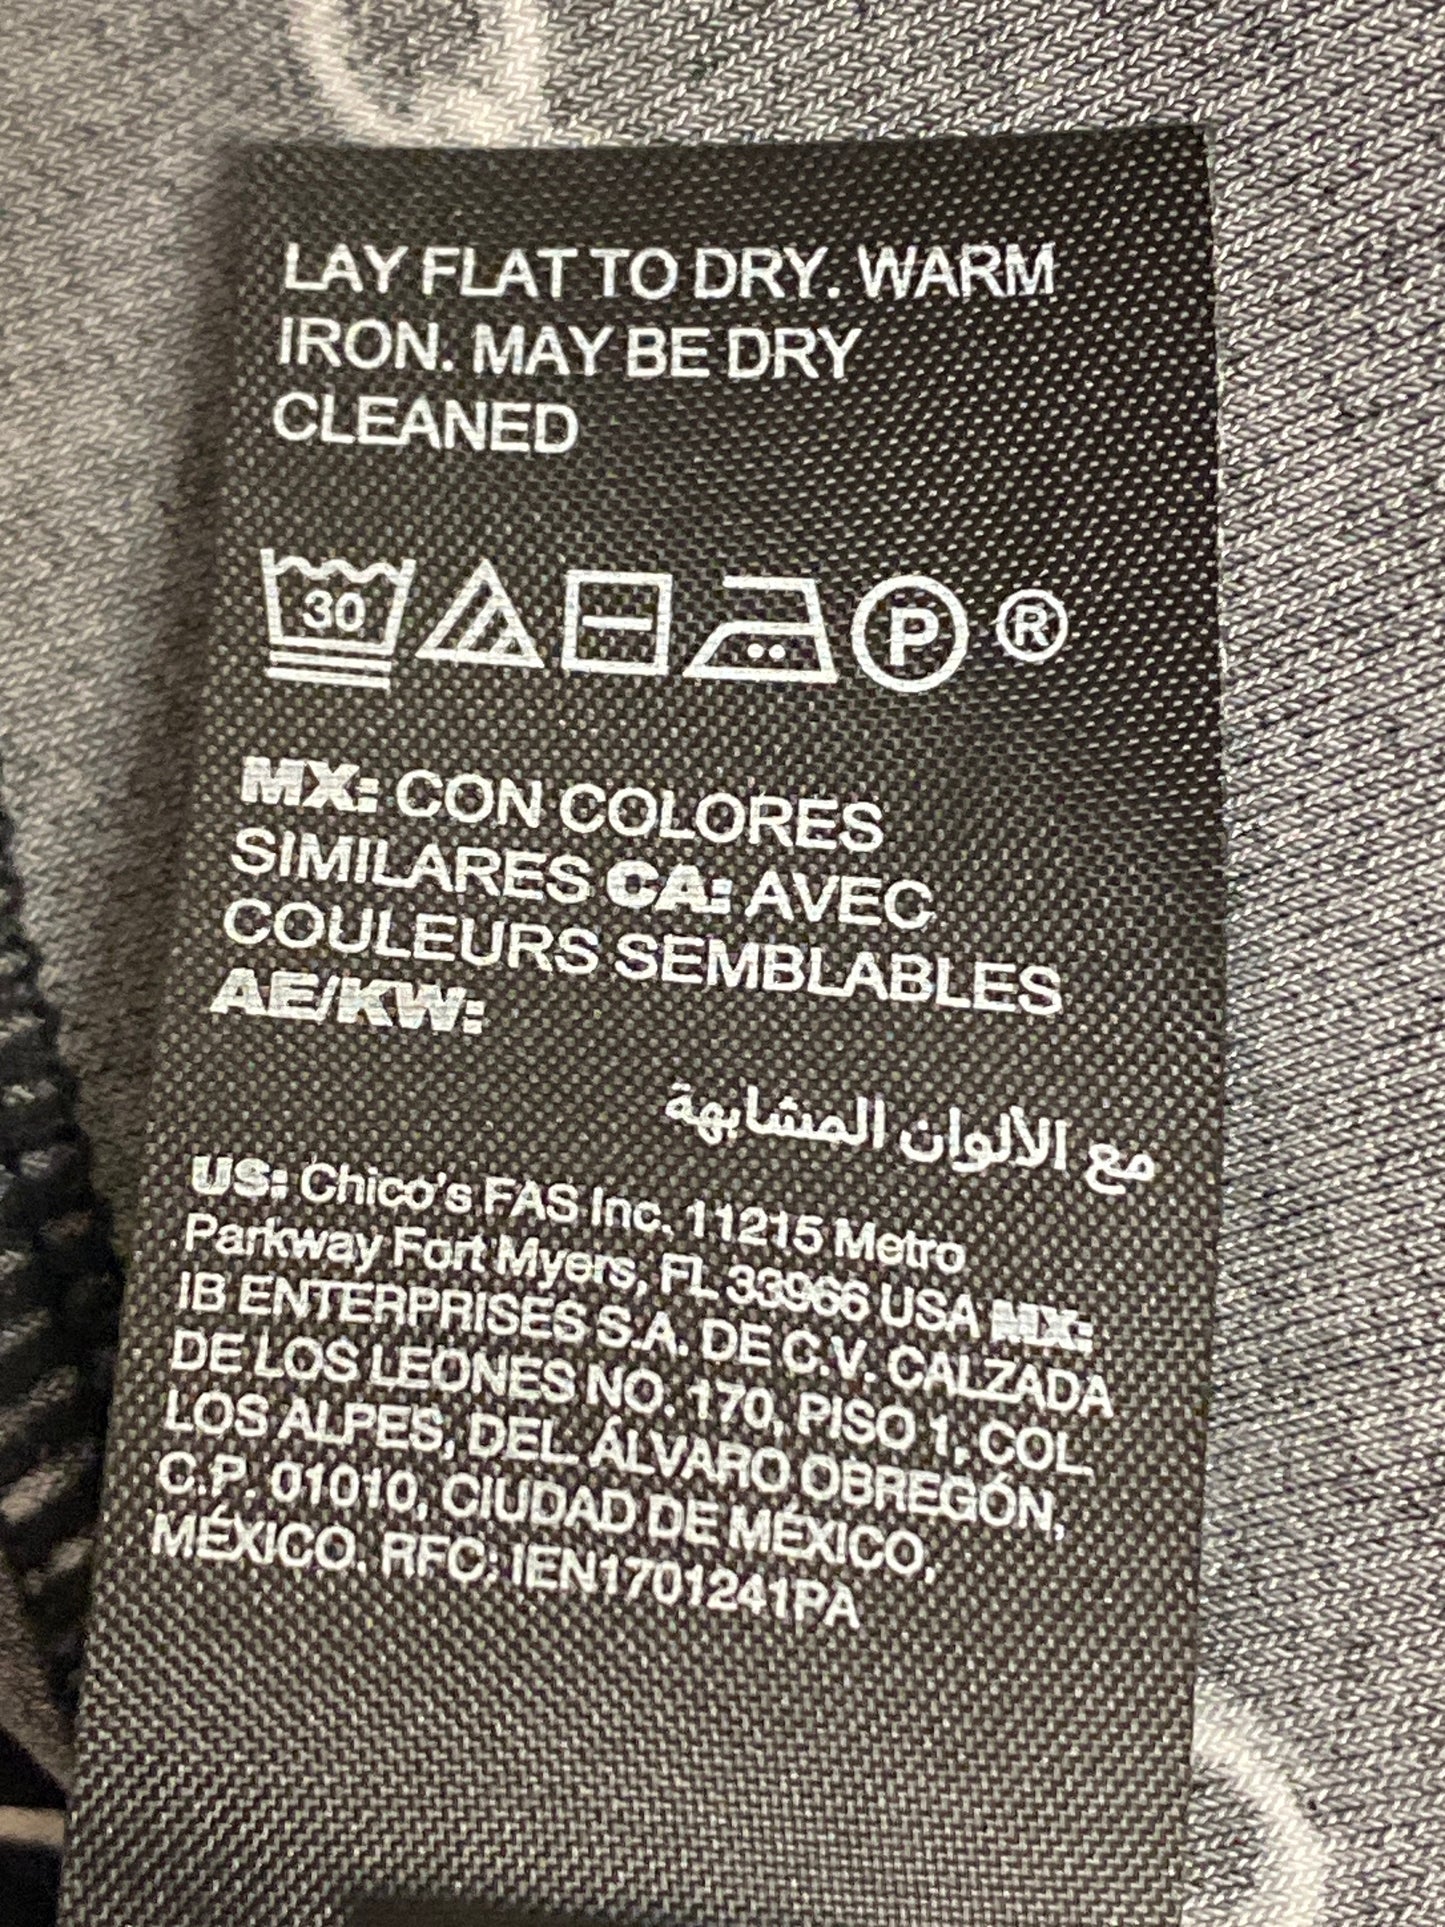 LAY FLAT TO DRY. WARM
IRON. MAY BE DRY
CLEANED
30 P ®
MX: CON COLORES
SIMILARES CA: AVEC
COULEURS SEMBLABLES
AE/KW:
مع الألوان المشابهة
US: Chico's FAS Inc. 11215 Metro
Parkway Fort Myers, FL 33966 USA MX:
IB ENTERPRISES S.A. DE C.V. CALZADA
DE LOS LEONES NO. 170, PISO 1, COL.
LOS ALPES, DEL. ÁLVARO OBREGÓN,
C.P. 01010, CIUDAD DE MÉXICO,
MÉXICO. RFC: IEN1701241PA